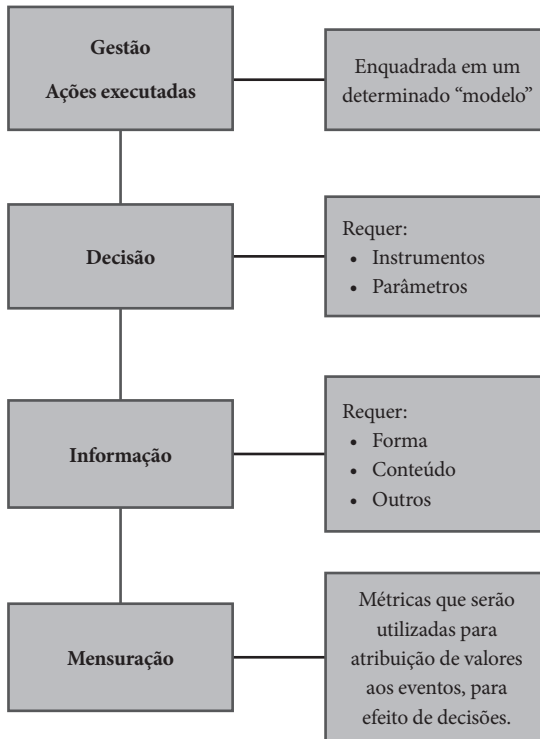 Gestão
Ações executadas
Enquadrada em um
determinado “modelo”
Decisão
Requer:
• Instrumentos
• Parâmetros
Informação
Requer:
• Forma
• Conteúdo
• Outros
Mensuração
Métricas que serão
utilizadas para
atribuição de valores
aos eventos, para
efeito de decisões.